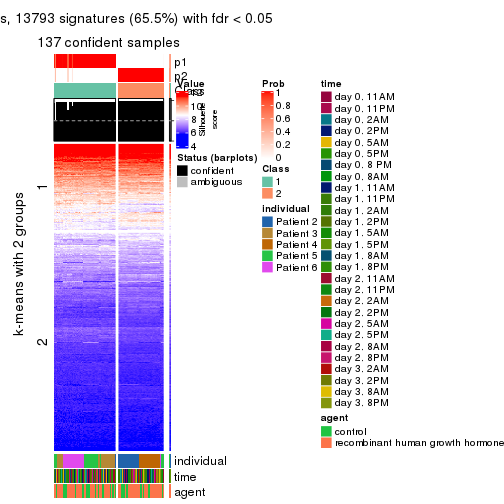 s, 13793 signatures (65.5%) with fdr < 0.05
137 confident samples
p1
p2
Class
Silhouette
score
k-means with 2 groups
1
2
individual
time
agent
Value
10
8
6
4
Status (barplots)
confident
ambiguous
Prob
1
0.8
0.6
0.4
0.2
0
Class
1
2
individual
Patient 2
Patient 3
Patient 4
Patient 5
Patient 6
time
day 0. 11AM
day 0. 11PM
day 0. 2AM
day 0. 2PM
day 0. 5AM
day 0. 5PM
day 0. 8 PM
day 0. 8AM
day 1. 11AM
day 1. 11PM
day 1. 2AM
day 1. 2PM
day 1. 5AM
day 1. 5PM
day 1. 8AM
day 1. 8PM
day 2. 11AM
day 2. 11PM
day 2. 2AM
day 2. 2PM
day 2. 5AM
day 2. 5PM
day 2. 8AM
day 2. 8PM
day 3. 2AM
day 3. 2PM
day 3. 8AM
day 3. 8PM
agent
control
recombinant human growth hormone